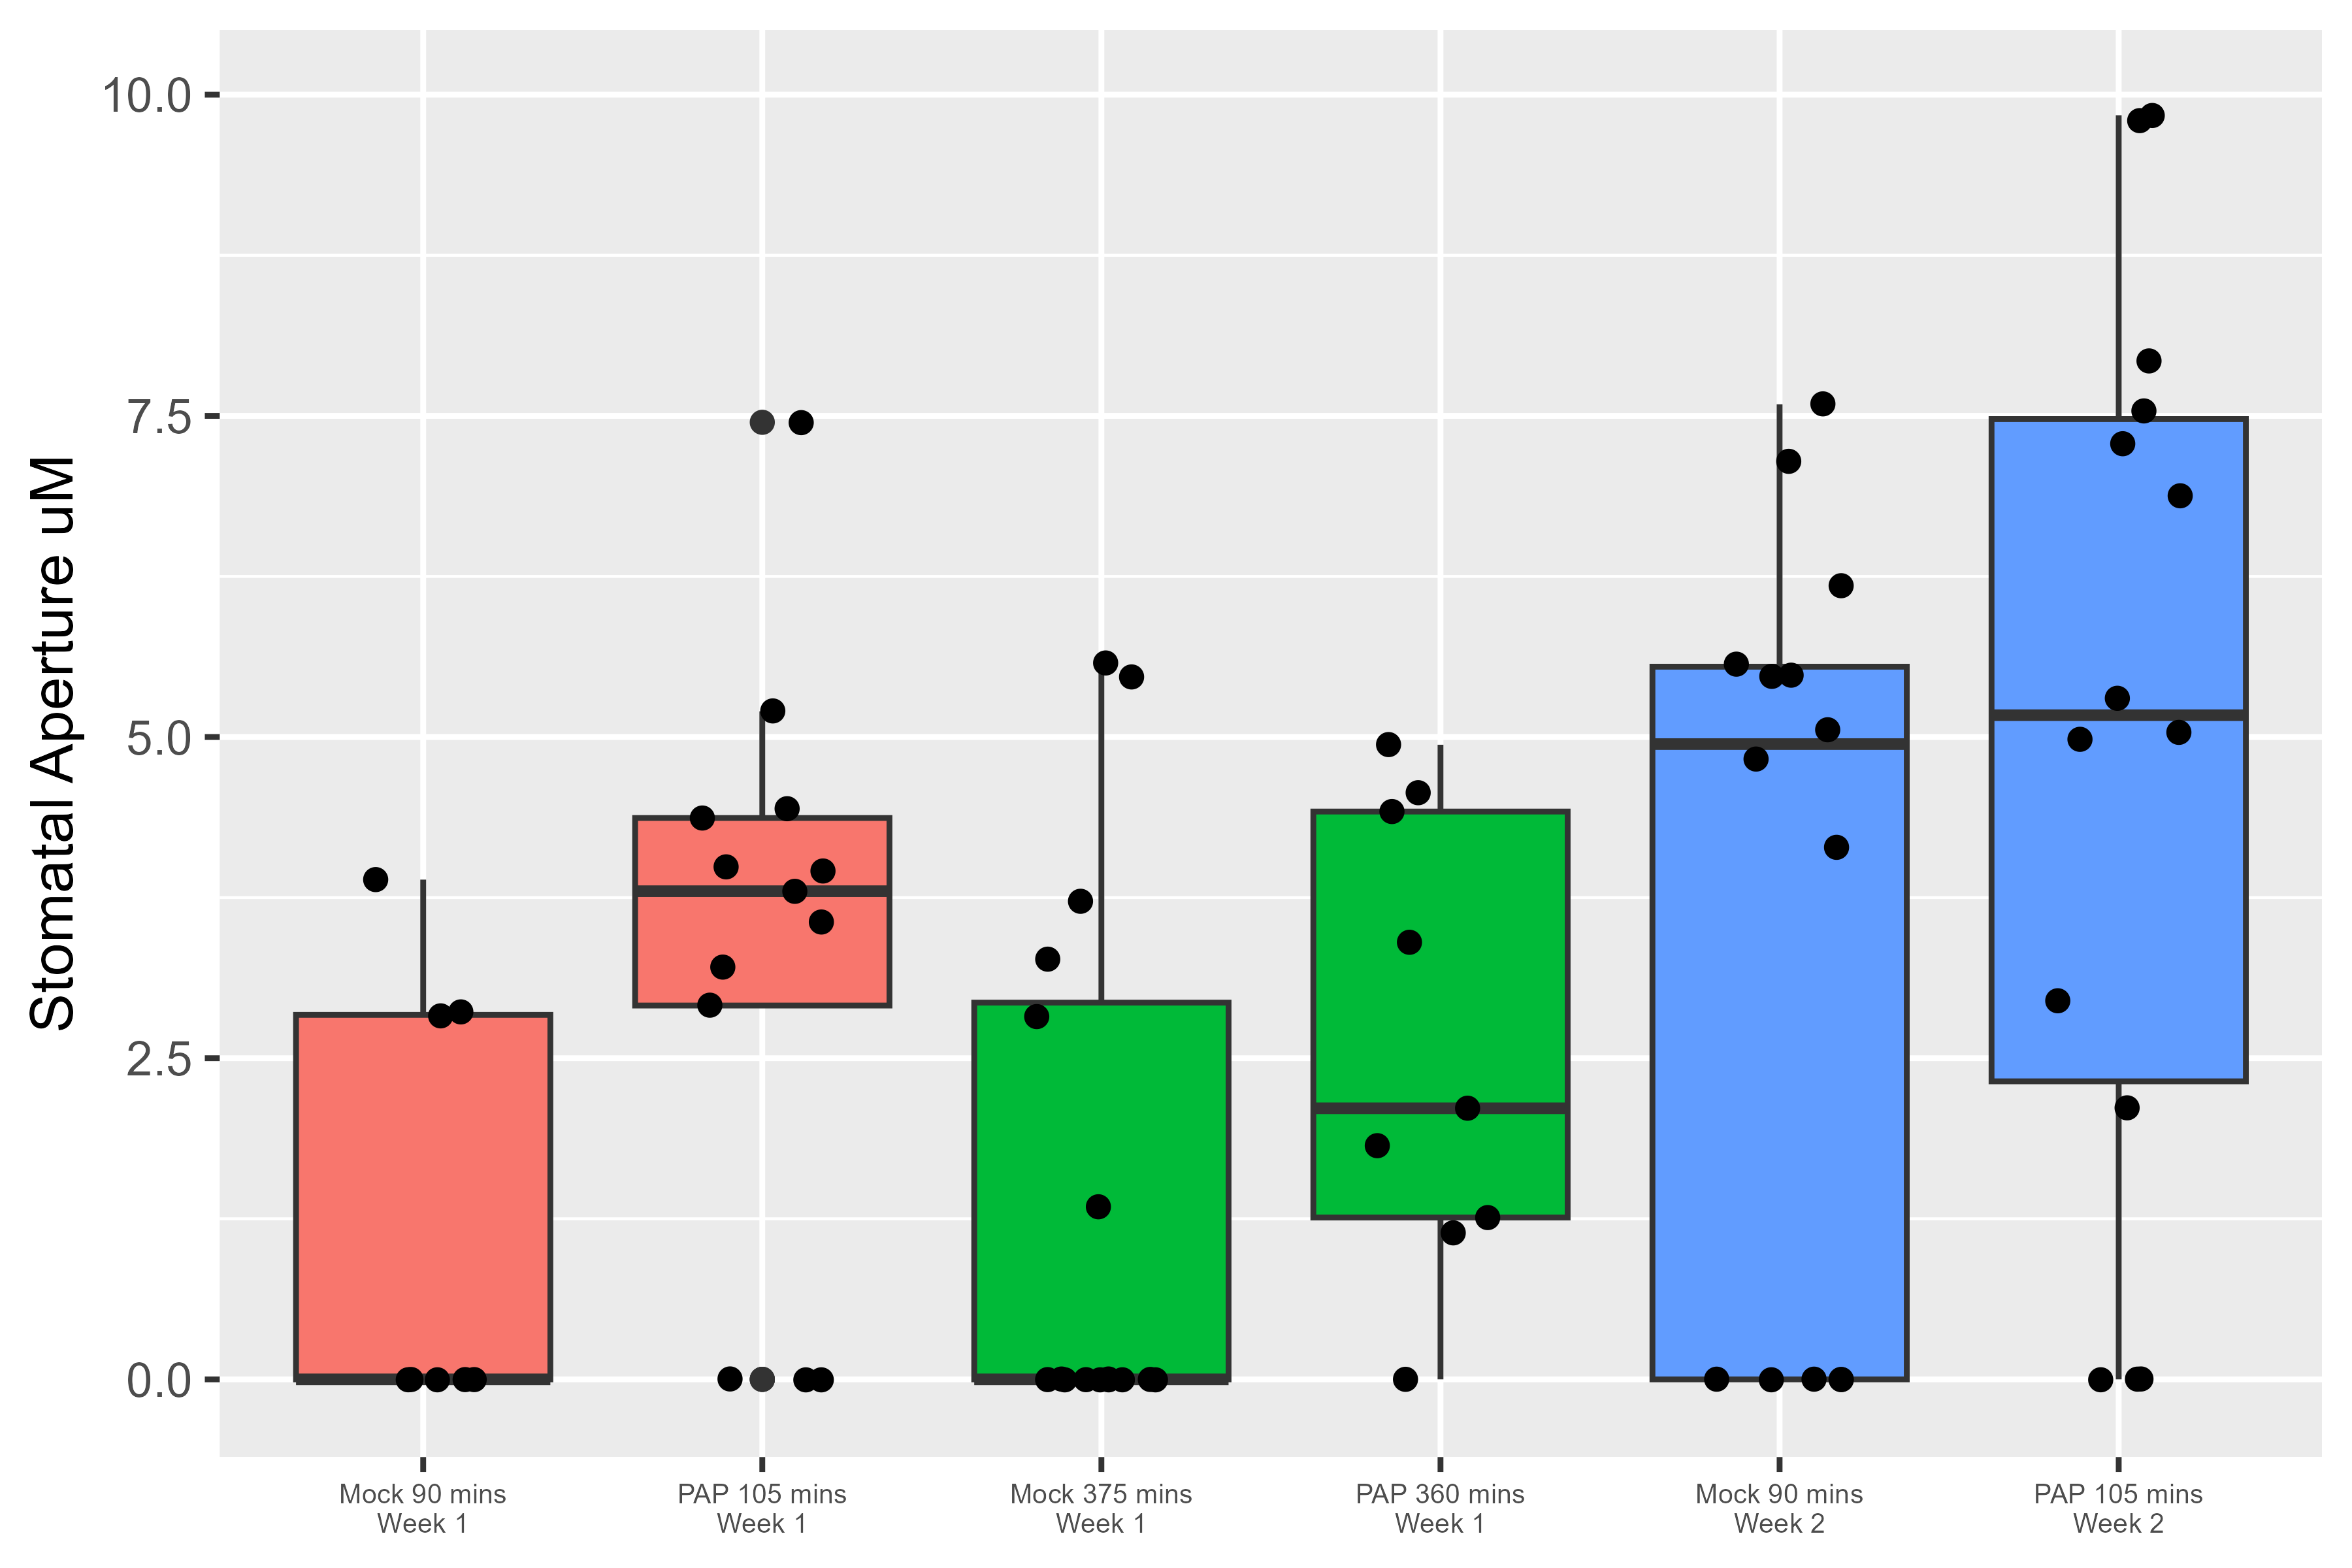 Stomatal Aperture uM
10.0
7.5
5.0
2.5
0.0
Mock 90 mins
Week 1
PAP 105 mins
Week 1
Mock 375 mins
Week 1
PAP 360 mins
Week 1
Mock 90 mins
Week 2
PAP 105 mins
Week 2